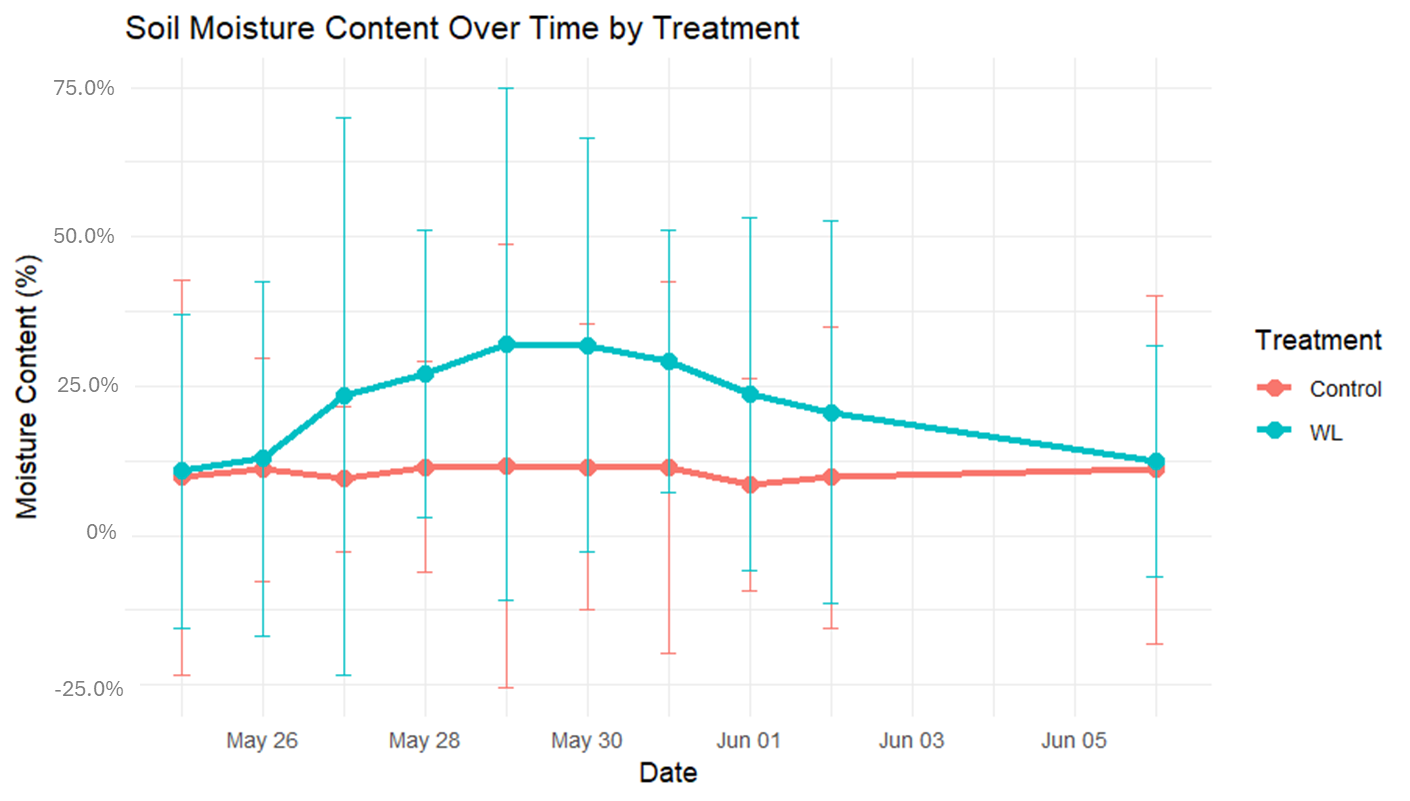 Soil Moisture Content Over Time by Treatment
75.0%
50.0%
25.0%
0%
-25.0%
Moisture Content (%)
May 26
May 28
May 30
Jun 01
Jun 03
Jun 05
Date
Treatment
Control
WL